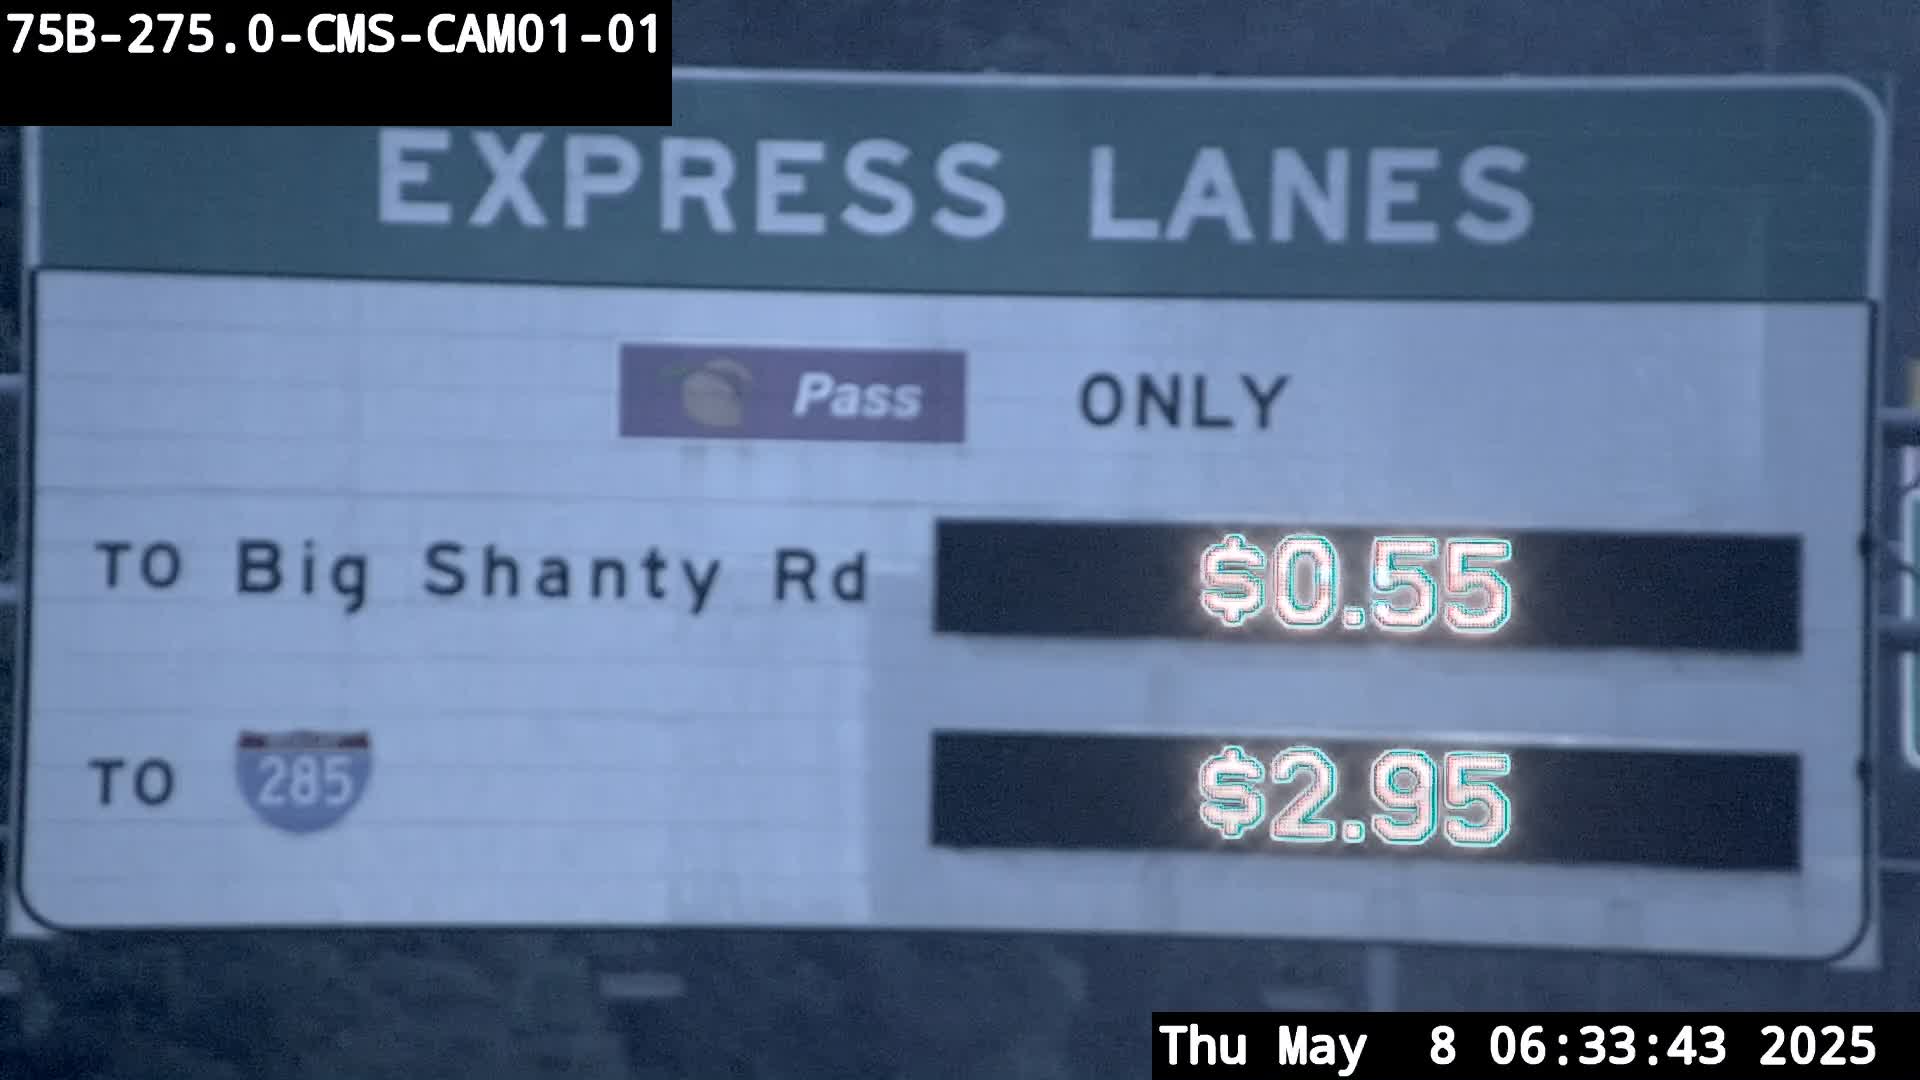 75B-275.0-CMS-CAM01-01
EXPRESS LANES
Pass ONLY
TO Big Shanty Rd $0.55
TO 285 $2.95
Thu May 8 06:33:43 2025